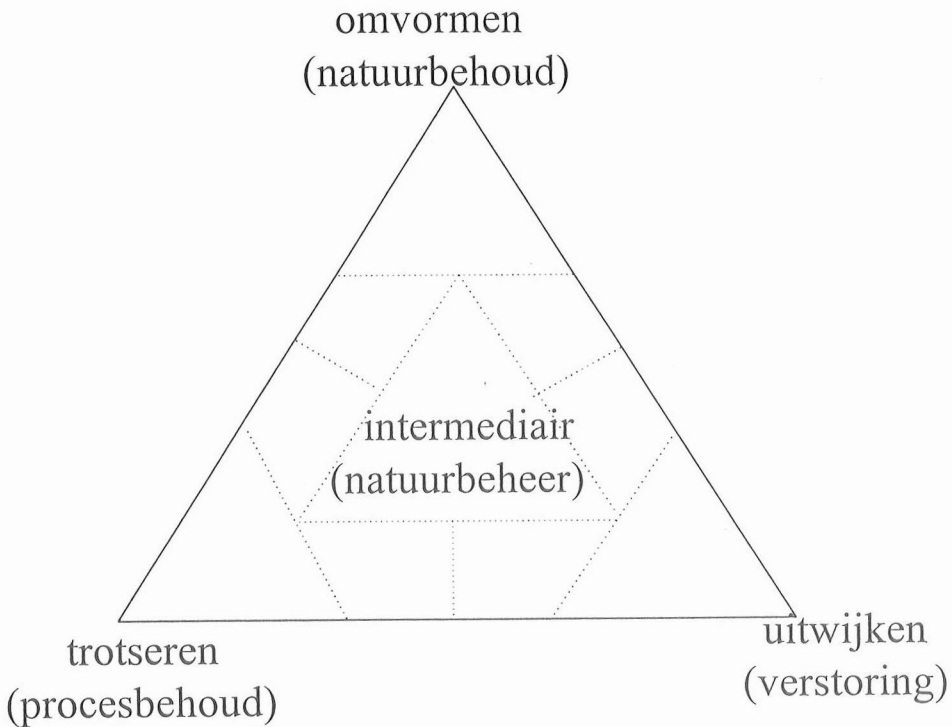 omvormen
(natuurbehoud)
intermediair
(natuurbeheer)
trotseren
(procesbehoud)
uitwijken
(verstoring)